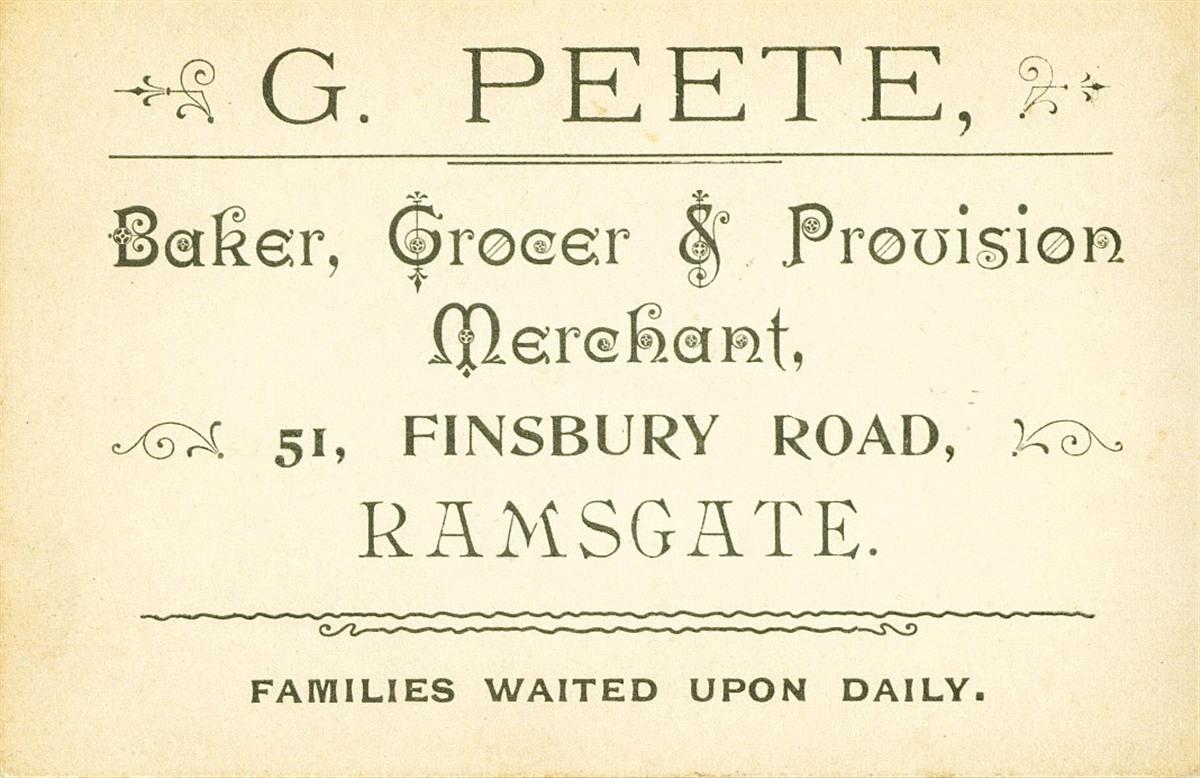 G. PEETE,
Baker, Grocer & Provision
Merchant,
51, FINSBURY ROAD,
RAMSGATE.
FAMILIES WAITED UPON DAILY.